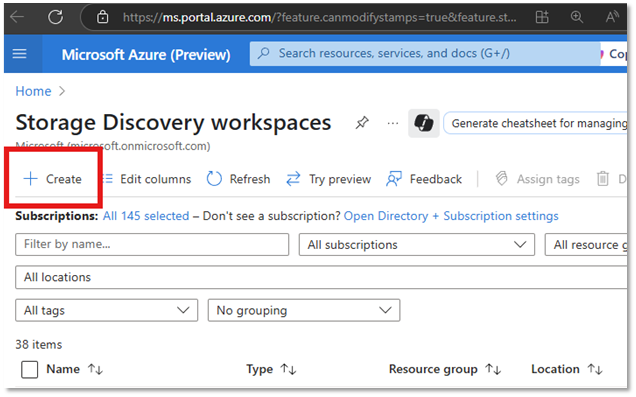 https://ms.portal.azure.com/?feature.canmodifystamps=true&feature.st...
Microsoft Azure (Preview)
Search resources, services, and docs (G+/)
Cop
Home
Storage Discovery workspaces
Generate cheatsheet for managing
Microsoft (microsoft.onmicrosoft.com)
Create Edit columns Refresh Try preview Feedback Assign tags D
Subscriptions: All 145 selected – Don't see a subscription? Open Directory + Subscription settings
Filter by name... All subscriptions All resource g
All locations
All tags No grouping
38 items
Name Type Resource group Location